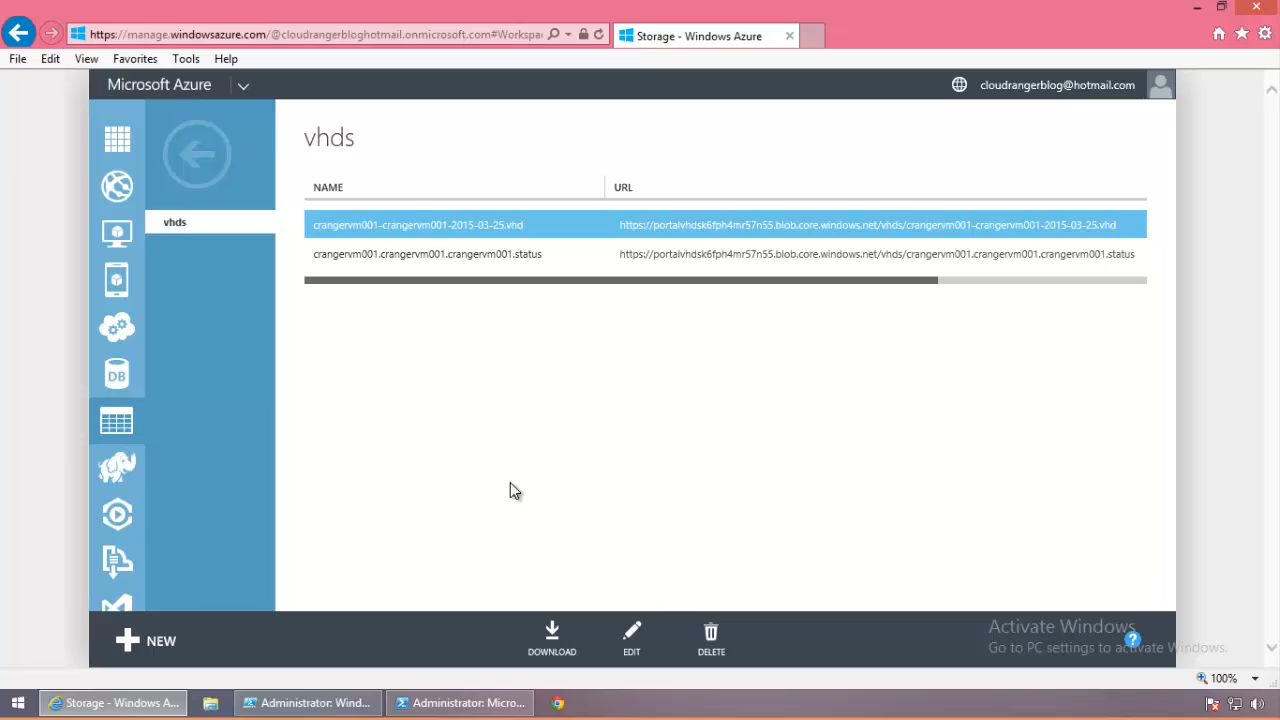 https://manage.windowsazure.com/@cloudrangerbloghotmail.onmicrosoft.com#Workspa
Storage - Windows Azure
File Edit View Favorites Tools Help
Microsoft Azure
cloudrangerblog@hotmail.com
vhds
NAME URL
vhds
crangervm001-crangervm001-2015-03-25.vhd https://portalvhdsk6fph4mr57n55.blob.core.windows.net/vhds/crangervm001-crangervm001-2015-03-25.vhd
crangervm001.crangervm001.crangervm001.status https://portalvhdsk6fph4mr57n55.blob.core.windows.net/vhds/crangervm001.crangervm001.crangervm001.status
DB
NEW
DOWNLOAD EDIT DELETE
Activate Windows
Go to PC settings to activate Windows.
?
100%
Storage - Windows A...
Administrator: Wind...
Administrator: Micro...